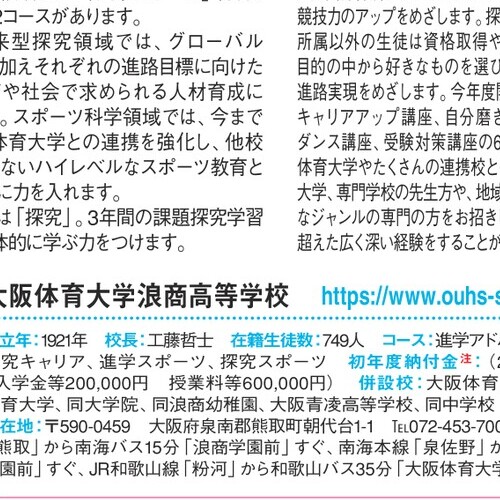 2コースがあります。
来型探究領域では、グローバル
加えそれぞれの進路目標に向けた
や社会で求められる人材育成に
。スポーツ科学領域では、今まで
体育大学との連携を強化し、他校
ないハイレベルなスポーツ教育と
に力を入れます。
は「探究」。3年間の課題探究学習
体的に学ぶ力をつけます。
競技力のアップをめざします。探
所属以外の生徒は資格取得や
目的の中から好きなものを選び
進路実現をめざします。今年度
キャリアアップ講座、自分磨き
ダンス講座、受験対策講座の6
体育大学やたくさんの連携校と
大学、専門学校の先生方や、地域
なジャンルの専門の方をお招き
超えた広く深い経験をすることが
大阪体育大学浪商高等学校 https://www.ouhs-s
立年：1921年 校長：工藤哲士 在籍生徒数：749人 コース：進学アド
究キャリア、進学スポーツ、探究スポーツ 初年度納付金注：（2
入学金等200,000円 授業料等600,000円） 併設校：大阪体育
育大学、同大学院、同浪商幼稚園、大阪青凌高等学校、同中学校
在地：〒590-0459 大阪府泉南郡熊取町朝代台1-1 TEL072-453-700
熊取」から南海バス15分「浪商学園前」すぐ、南海本線「泉佐野」か
園前」すぐ、JR和歌山線「粉河」から和歌山バス35分「大阪体育大学